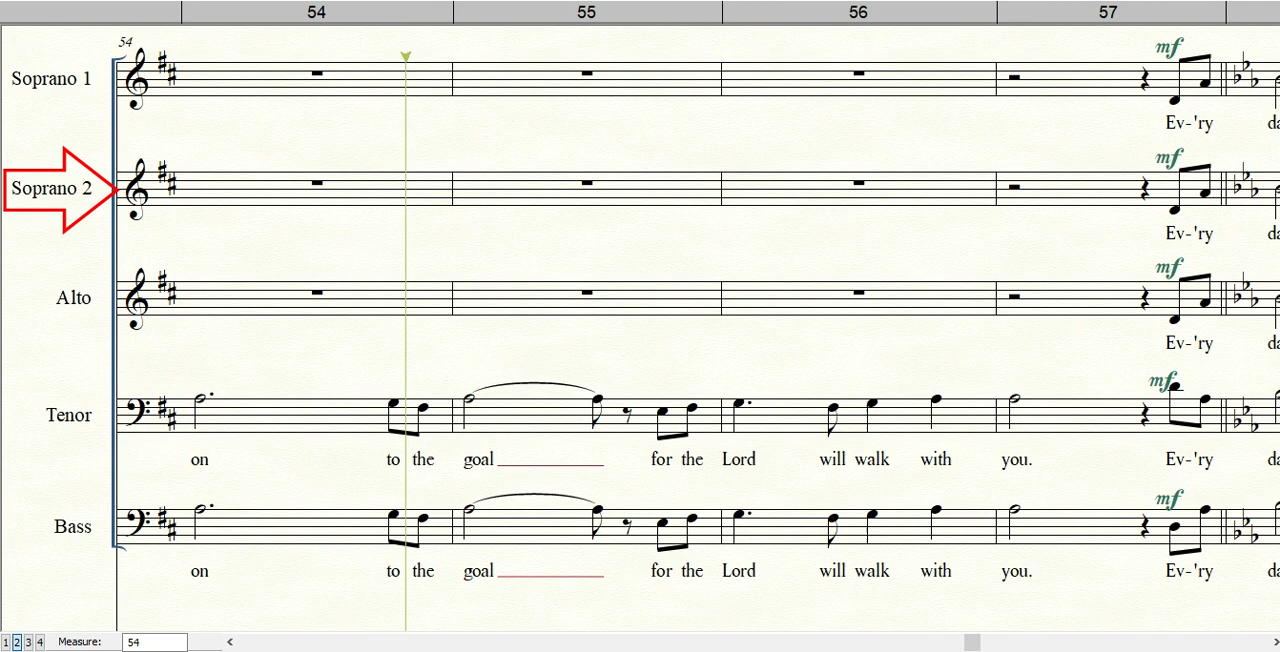 54 55 56 57
54
mf
Soprano 1
Ev-'ry
mf
Soprano 2
Ev-'ry
mf
Alto
Ev-'ry
mf
Tenor
on to the goal for the Lord will walk with you. Ev-'ry
mf
Bass
on to the goal for the Lord will walk with you. Ev-'ry
1 2 3 4 Measure: 54